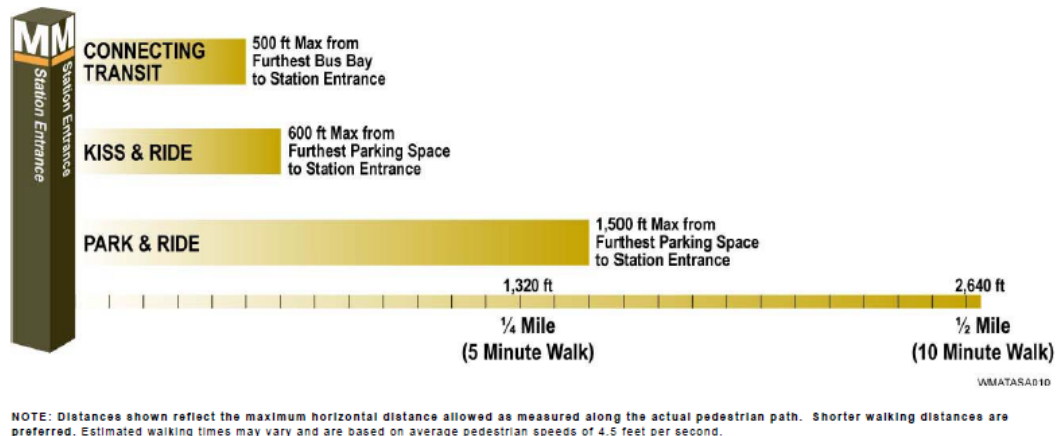 M M
Station Entrance
Station Entrance
CONNECTING
TRANSIT
500 ft Max from
Furthest Bus Bay
to Station Entrance
KISS & RIDE
600 ft Max from
Furthest Parking Space
to Station Entrance
PARK & RIDE
1,500 ft Max from
Furthest Parking Space
to Station Entrance
1,320 ft
2,640 ft
¼ Mile
(5 Minute Walk)
½ Mile
(10 Minute Walk)
WMATASA010
NOTE: Distances shown reflect the maximum horizontal distance allowed as measured along the actual pedestrian path. Shorter walking distances are
preferred. Estimated walking times may vary and are based on average pedestrian speeds of 4.5 feet per second.